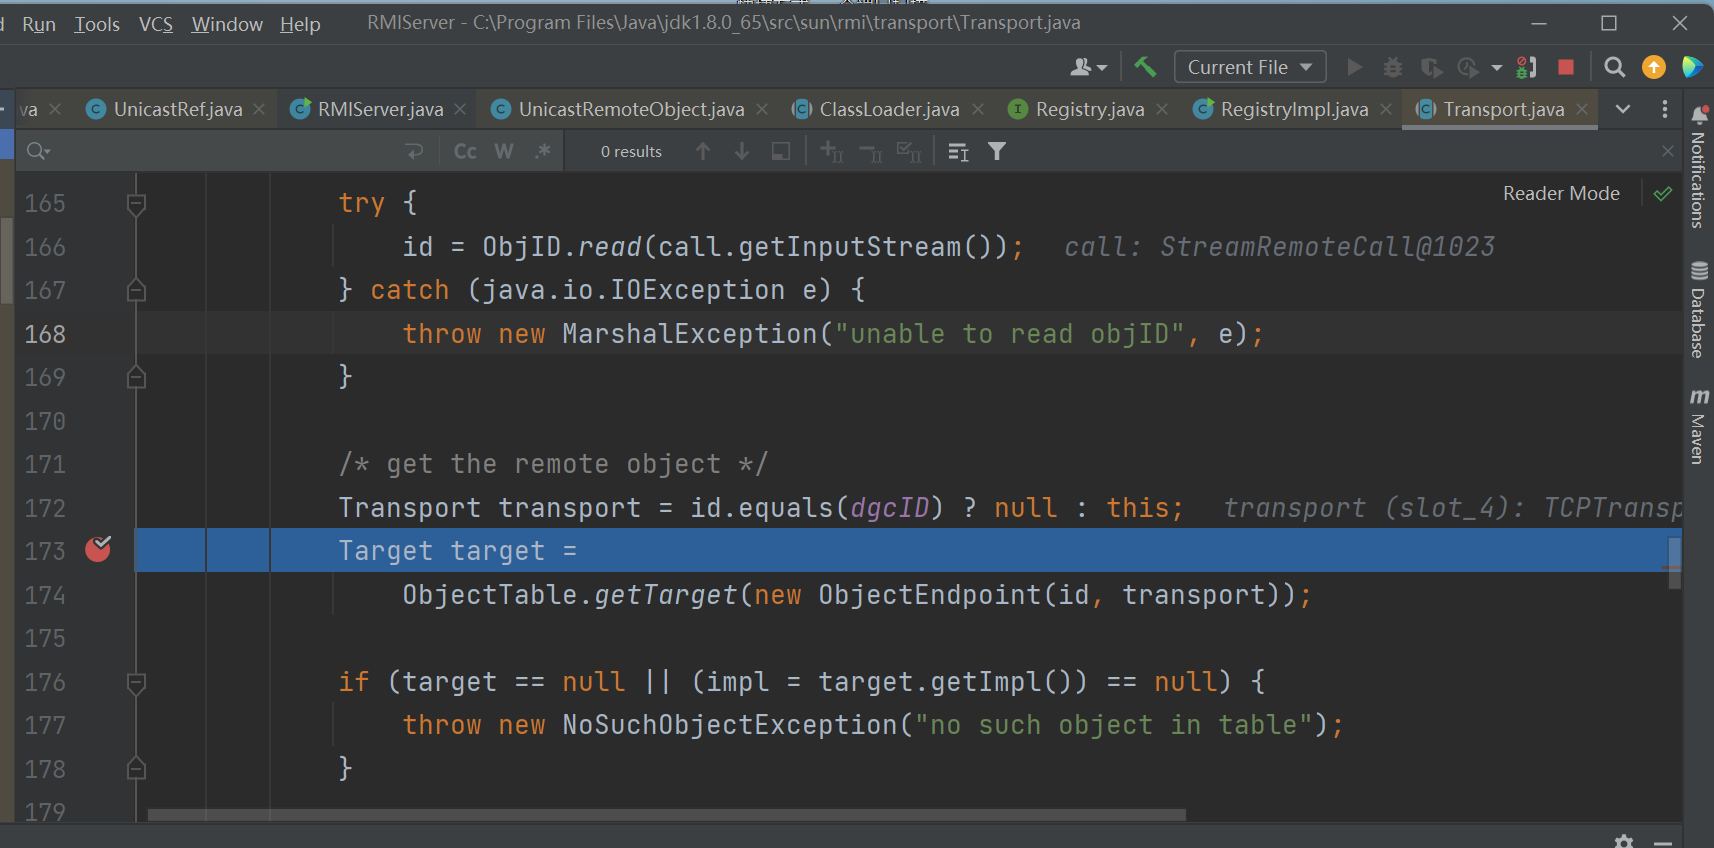 Run Tools VCS Window Help RMIServer - C:\Program Files\Java\jdk1.8.0_65\src\sun\rmi\transport\Transport.java
Current File
va UnicastRef.java RMIServer.java UnicastRemoteObject.java ClassLoader.java Registry.java RegistryImpl.java Transport.java
Cc W .* 0 results
Reader Mode
165 try {
166 id = ObjID.read(call.getInputStream()); call: StreamRemoteCall@1023
167 } catch (java.io.IOException e) {
168 throw new MarshalException("unable to read objID", e);
169 }
170
171 /* get the remote object */
172 Transport transport = id.equals(dgcID) ? null : this; transport (slot_4): TCPTransp
173 Target target =
174 ObjectTable.getTarget(new ObjectEndpoint(id, transport));
175
176 if (target == null || (impl = target.getImpl()) == null) {
177 throw new NoSuchObjectException("no such object in table");
178 }
179
Notifications
Database
m Maven